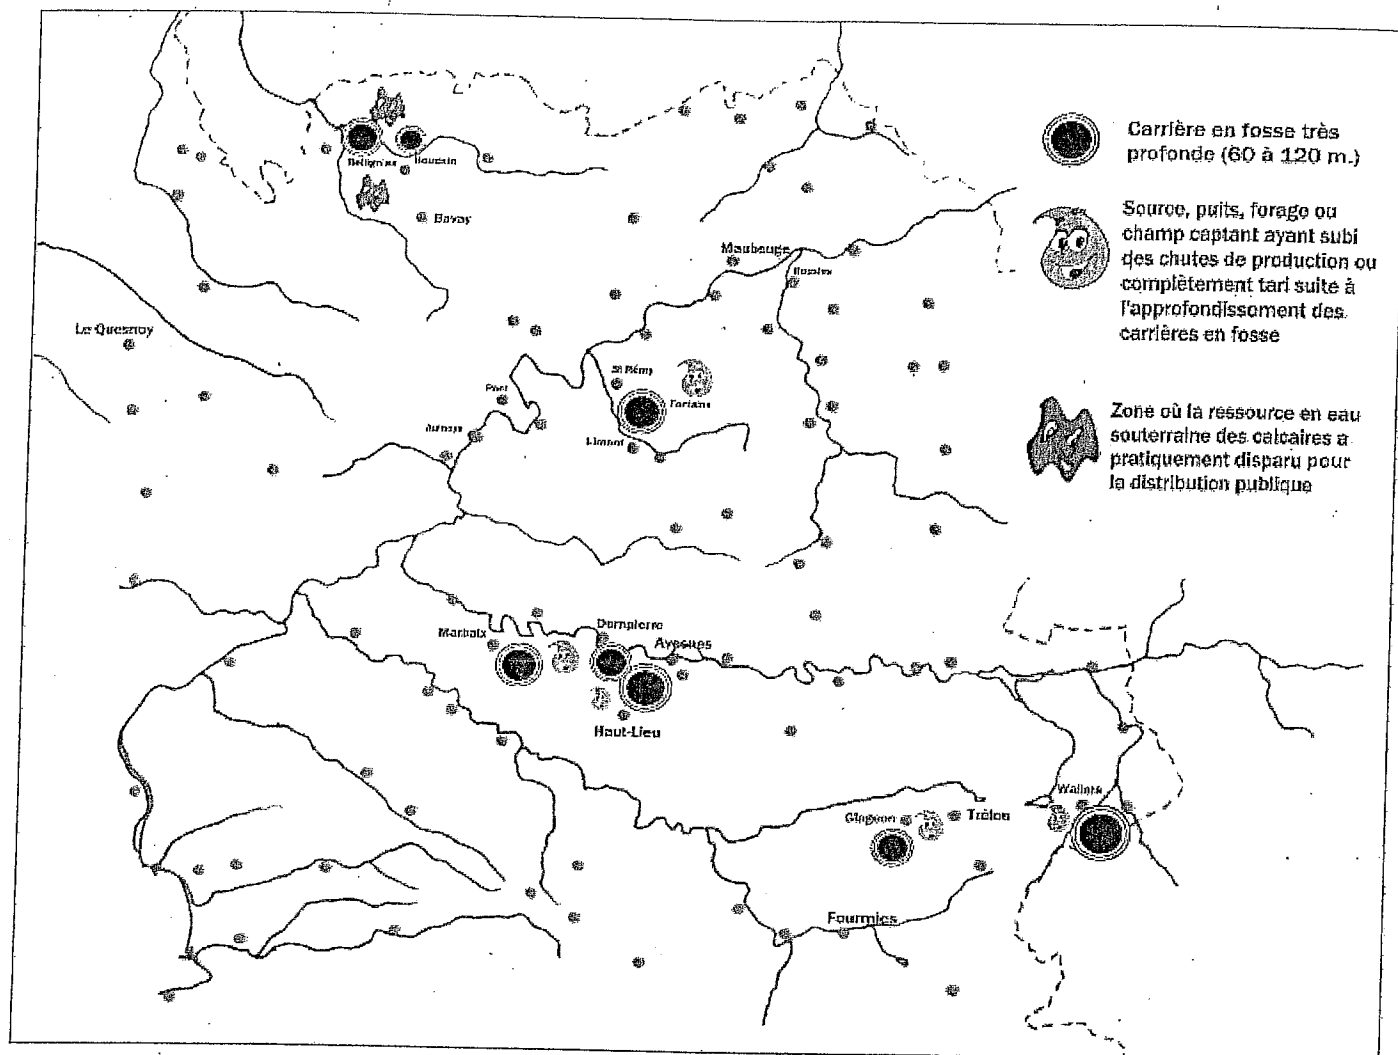 Carrière en fosse très
profonde (60 à 120 m.)
Source, puits, forage ou
champ captant ayant subi
des chutes de production ou
complètement tari suite à
l'approfondissement des
carrières en fosse
Zone où la ressource en eau
souterraine des calcaires a
pratiquement disparu pour
la distribution publique
Houdain
Bavay
Maubeuge
Le Quesnoy
St Rémy
Limont
Marbaix
Dompierre
Avesnes
Haut-Lieu
Wallers
Glageon
Trélon
Fourmies